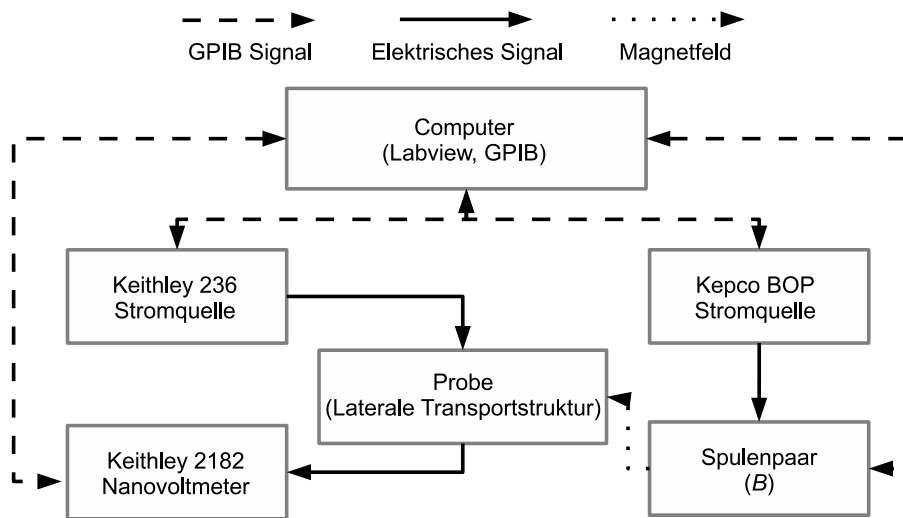 GPIB Signal
Elektrisches Signal
Magnetfeld
Computer
(Labview, GPIB)
Keithley 236
Stromquelle
Kepco BOP
Stromquelle
Probe
(Laterale Transportstruktur)
Keithley 2182
Nanovoltmeter
Spulenpaar
(B)